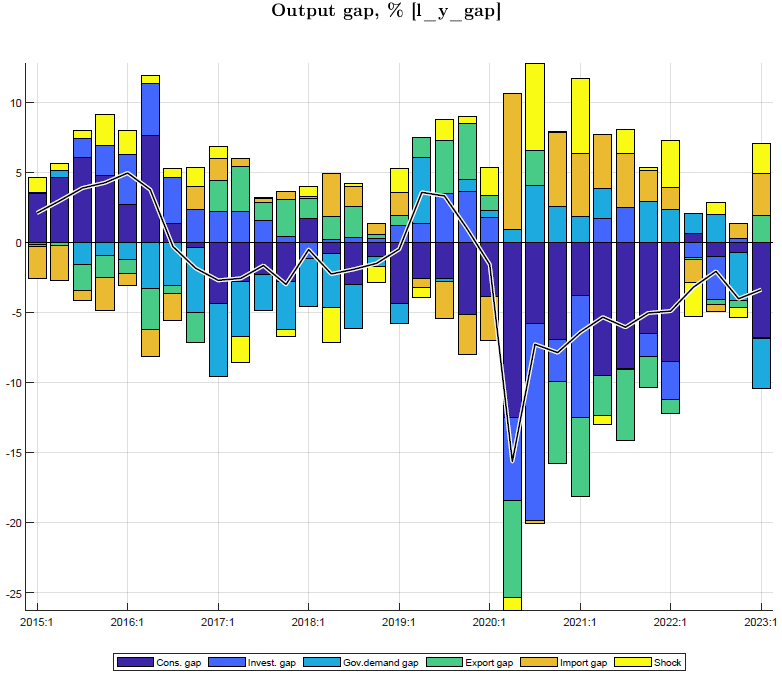 Output gap, % [l_y_gap]
10
5
0
-5
-10
-15
-20
-25
2015:1 2016:1 2017:1 2018:1 2019:1 2020:1 2021:1 2022:1 2023:1
Cons. gap Invest. gap Gov.demand gap Export gap Import gap Shock